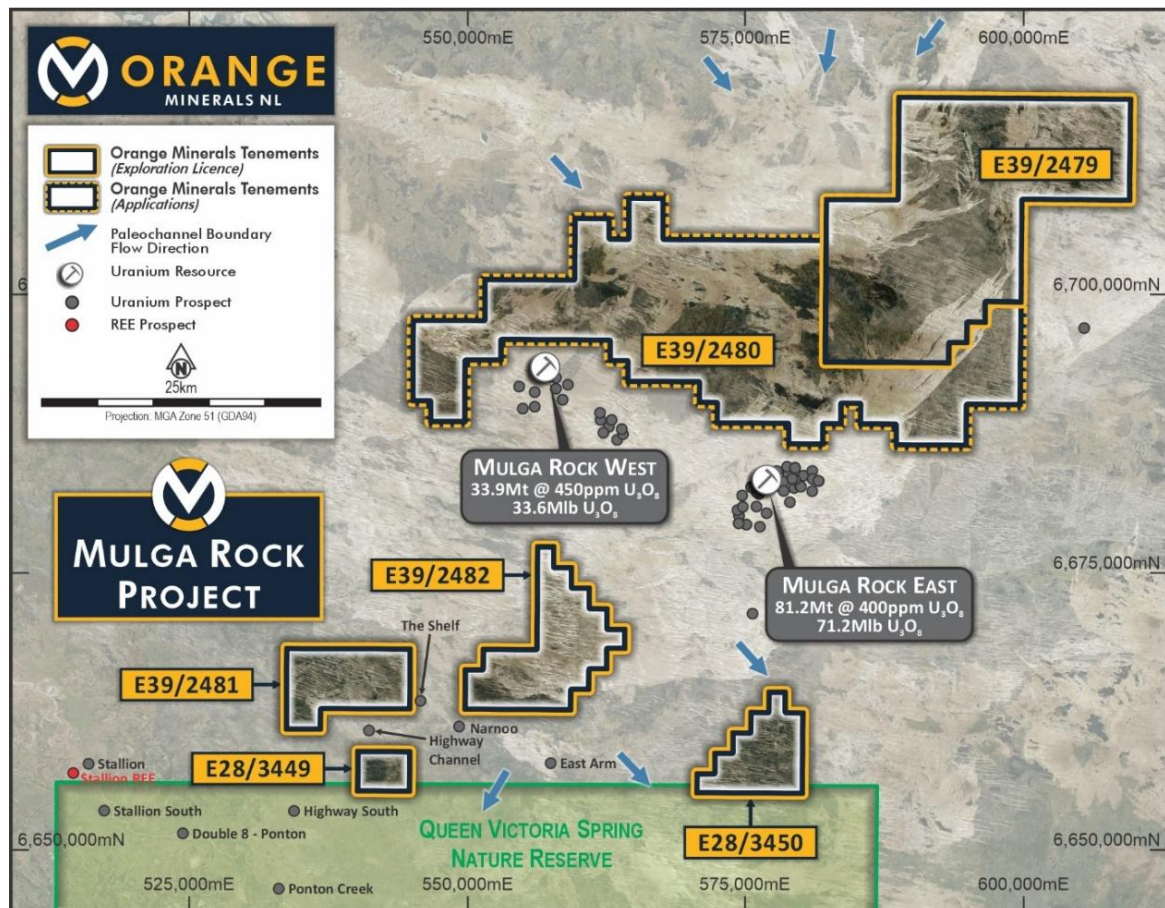 550,000mE
575,000mE
600,000mE
ORANGE
MINERALS NL
Orange Minerals Tenements
(Exploration Licence)
Orange Minerals Tenements
(Applications)
Paleochannel Boundary
Flow Direction
Uranium Resource
Uranium Prospect
REE Prospect
N
25km
Projection: MGA Zone 51 (GDA94)
E39/2479
6,700,000mN
E39/2480
MULGA ROCK WEST
33.9Mt @ 450ppm U₃O₈
33.6Mlb U₃O₈
MULGA ROCK
PROJECT
6,675,000mN
E39/2482
MULGA ROCK EAST
81.2Mt @ 400ppm U₃O₈
71.2Mlb U₃O₈
The Shelf
E39/2481
Narnoo
Highway
Channel
Stallion
Stallion REE
E28/3449
East Arm
Stallion South
Highway South
Double 8 - Ponton
QUEEN VICTORIA SPRING
NATURE RESERVE
E28/3450
6,650,000mN
6,650,000mN
Ponton Creek
525,000mE
550,000mE
575,000mE
600,000mE